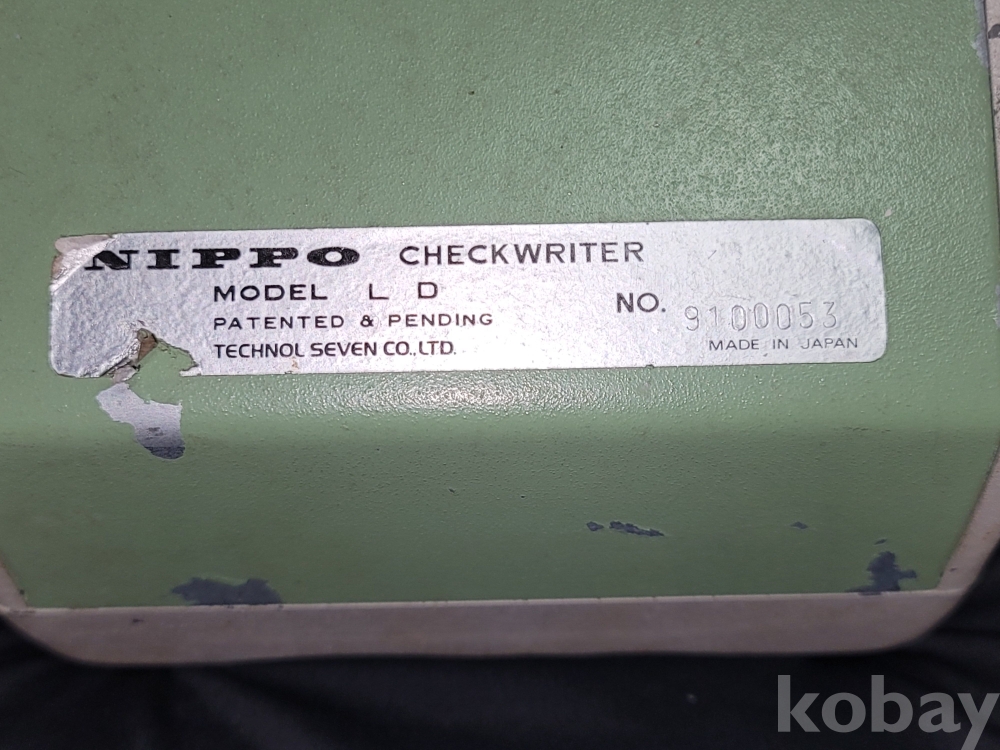 NIPPO CHECKWRITER
MODEL L D
PATENTED & PENDING
TECHNOL SEVEN CO.,LTD.
NO. 9100053
MADE IN JAPAN
kobay